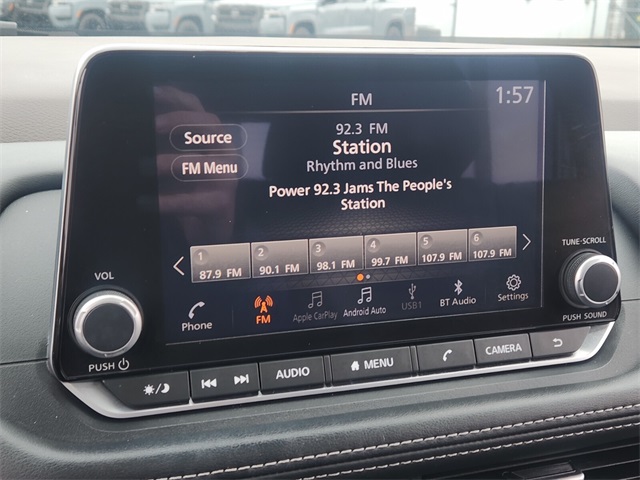 FM
1:57
92.3 FM
Source
Station
FM Menu
Rhythm and Blues
Power 92.3 Jams The People's
Station
1 2 3 4 5 6
87.9 FM 90.1 FM 98.1 FM 99.7 FM 107.9 FM 107.9 FM
Phone FM Apple CarPlay Android Auto USB1 BT Audio Settings
VOL
PUSH
TUNE·SCROLL
PUSH SOUND
AUDIO MENU CAMERA